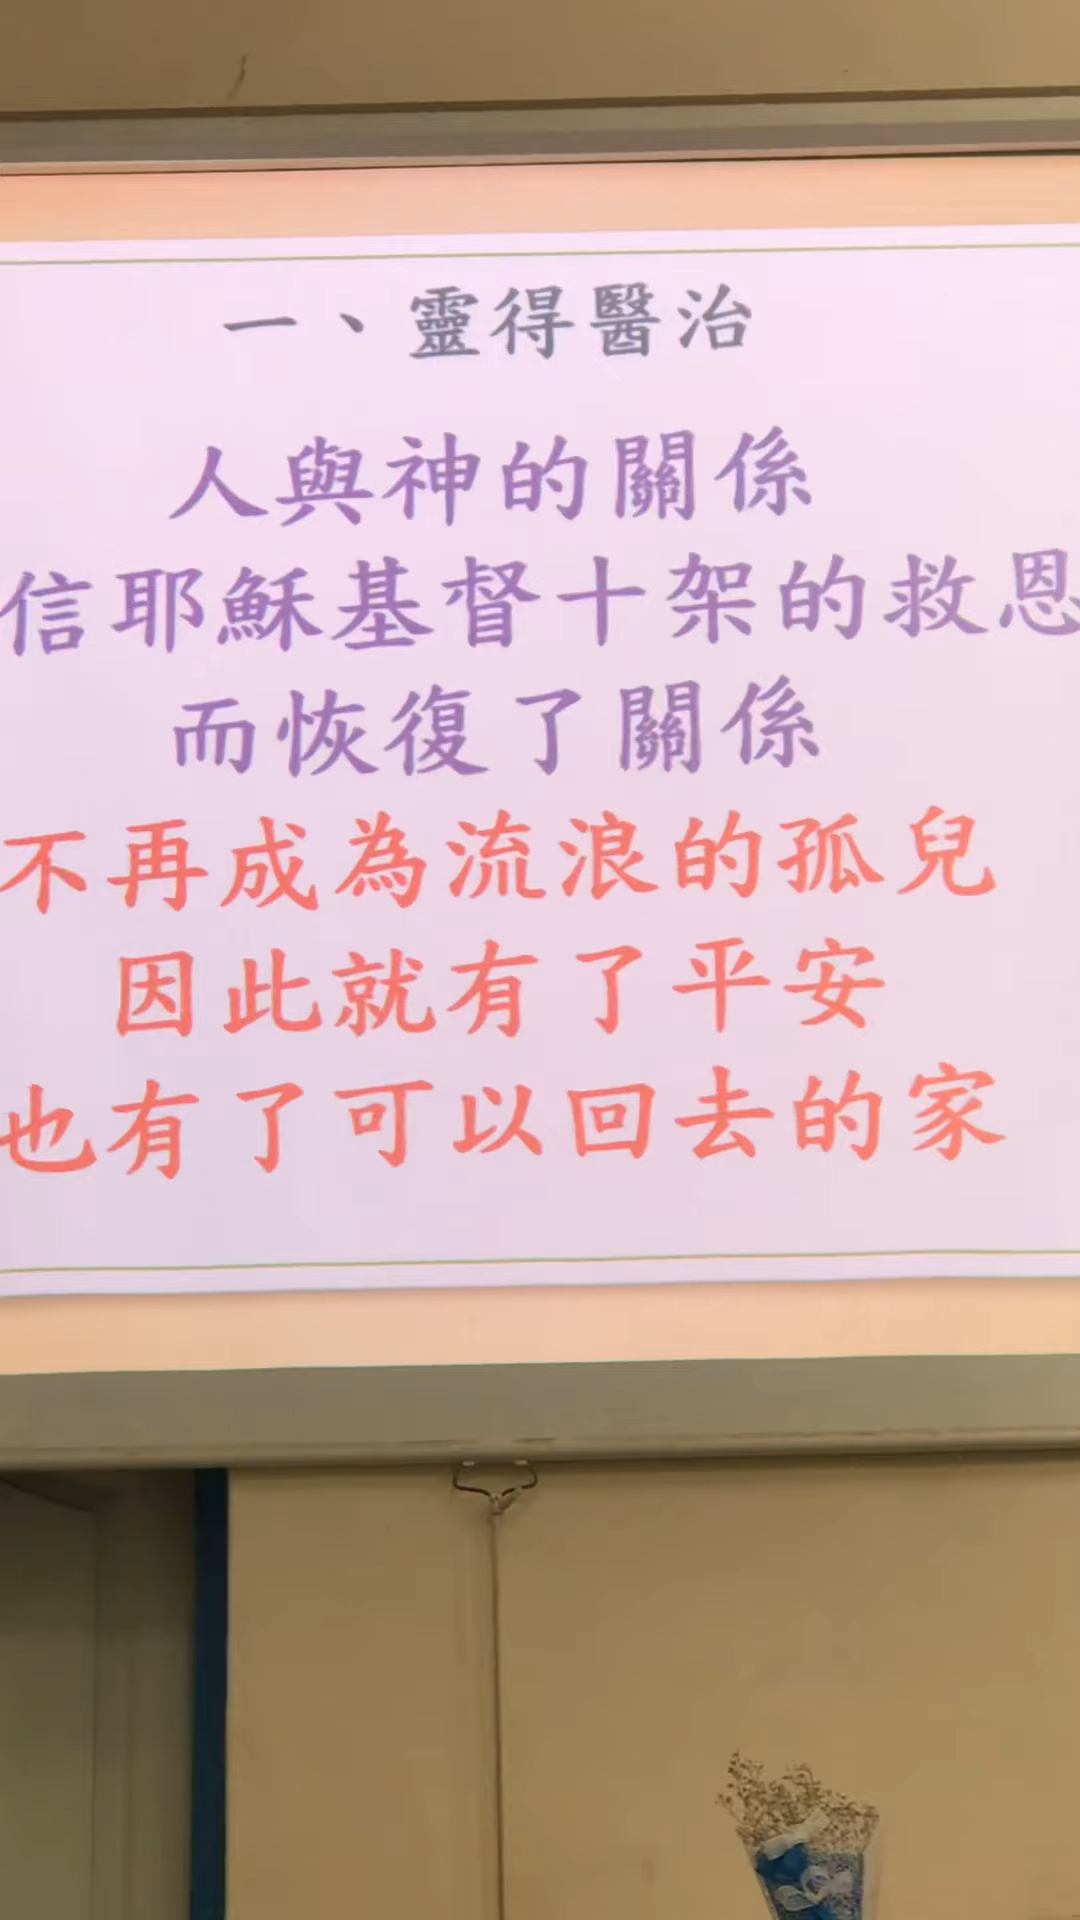 一、靈得醫治
人與神的關係
信耶穌基督十架的救恩
而恢復了關係
不再成為流浪的孤兒
因此就有了平安
也有了可以回去的家